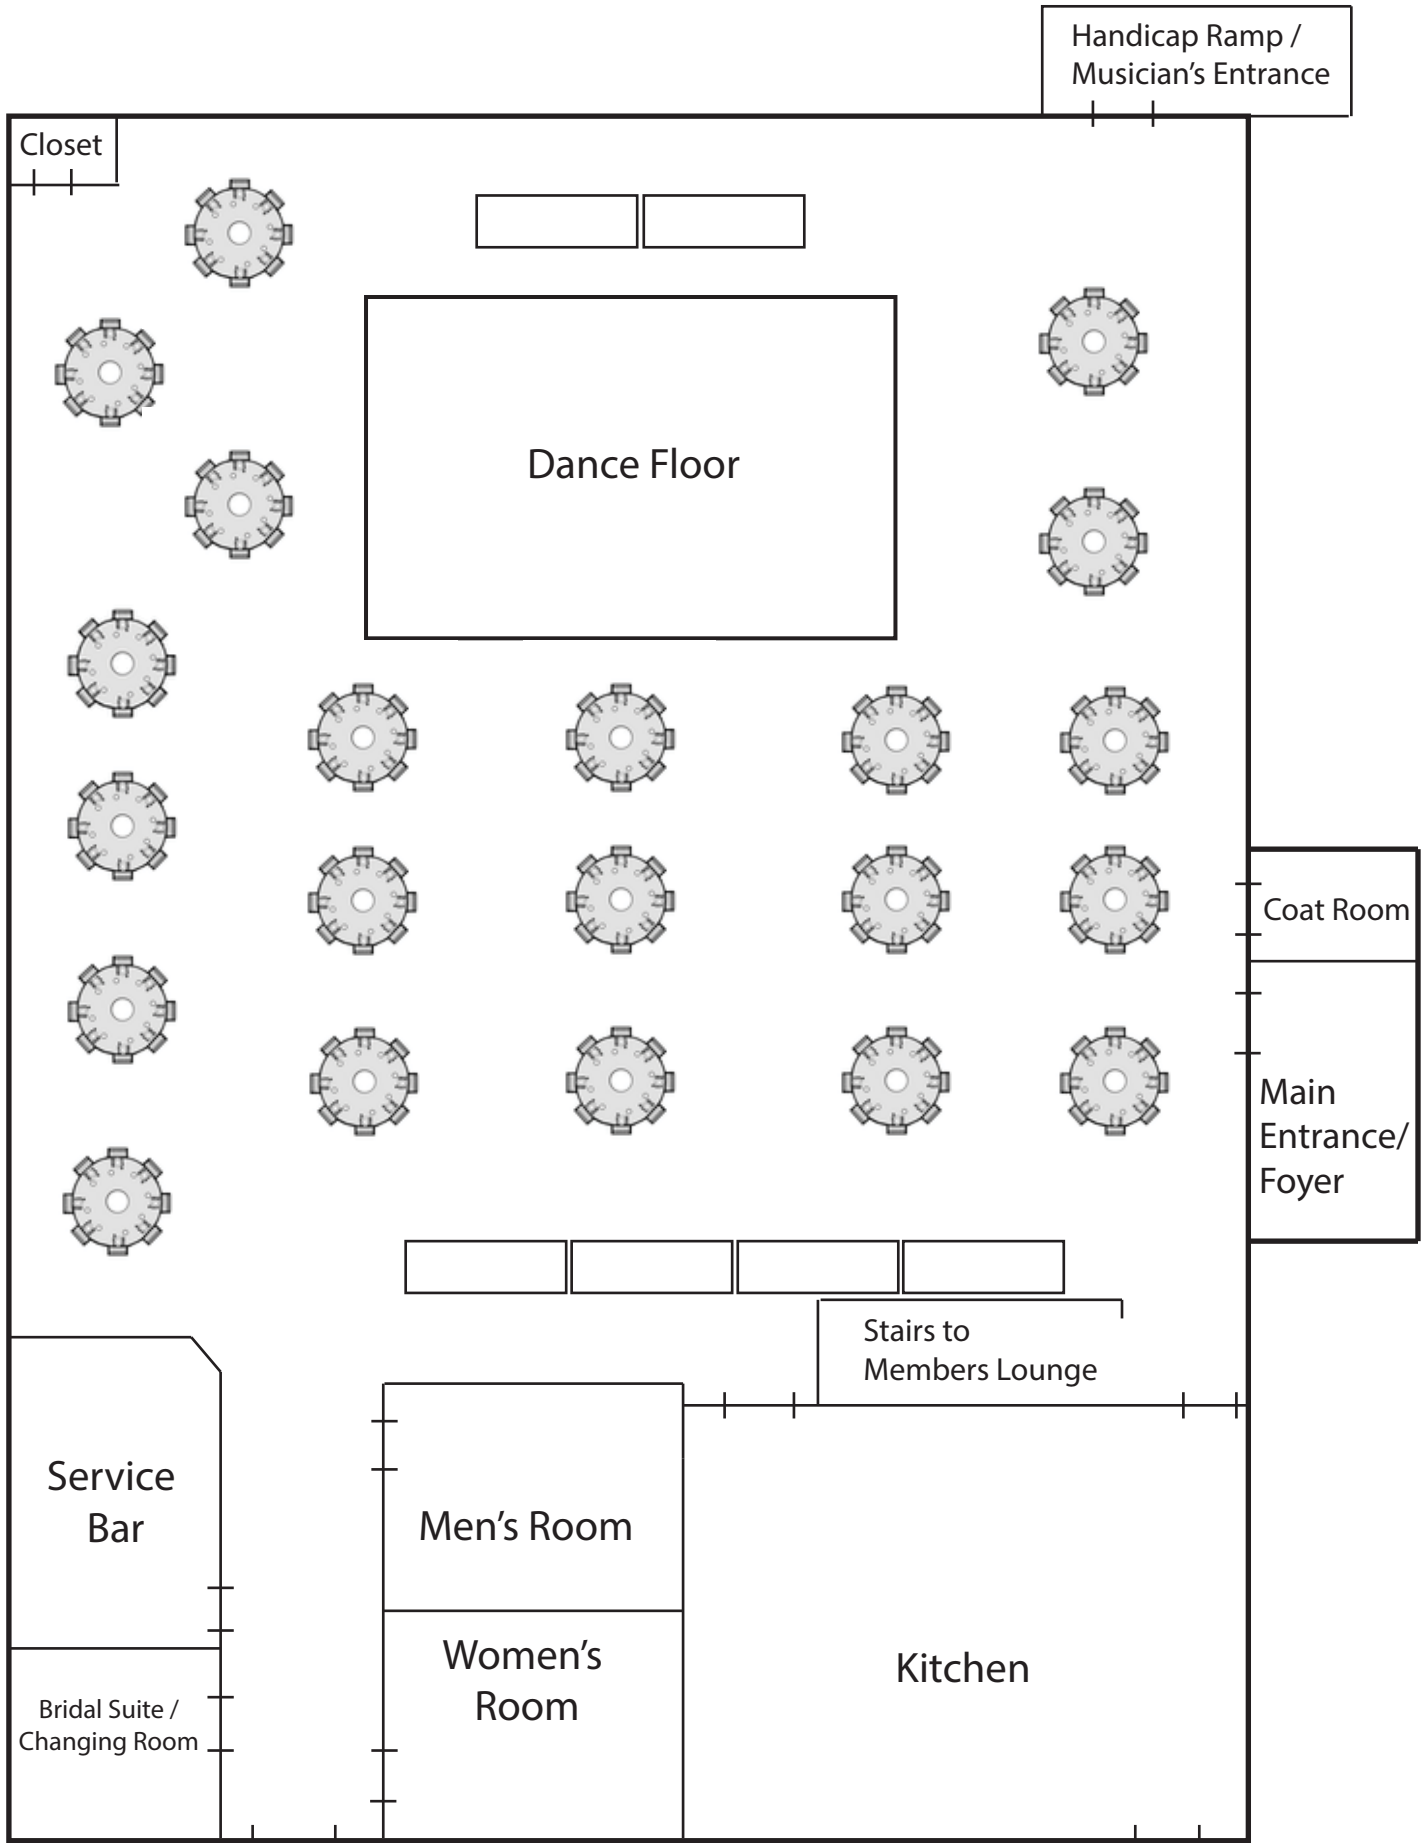 Handicap Ramp /
Musician’s Entrance
Closet
Dance Floor
Coat Room
Main
Entrance/
Foyer
Stairs to
Members Lounge
Service
Bar
Men’s Room
Women’s
Room
Kitchen
Bridal Suite /
Changing Room